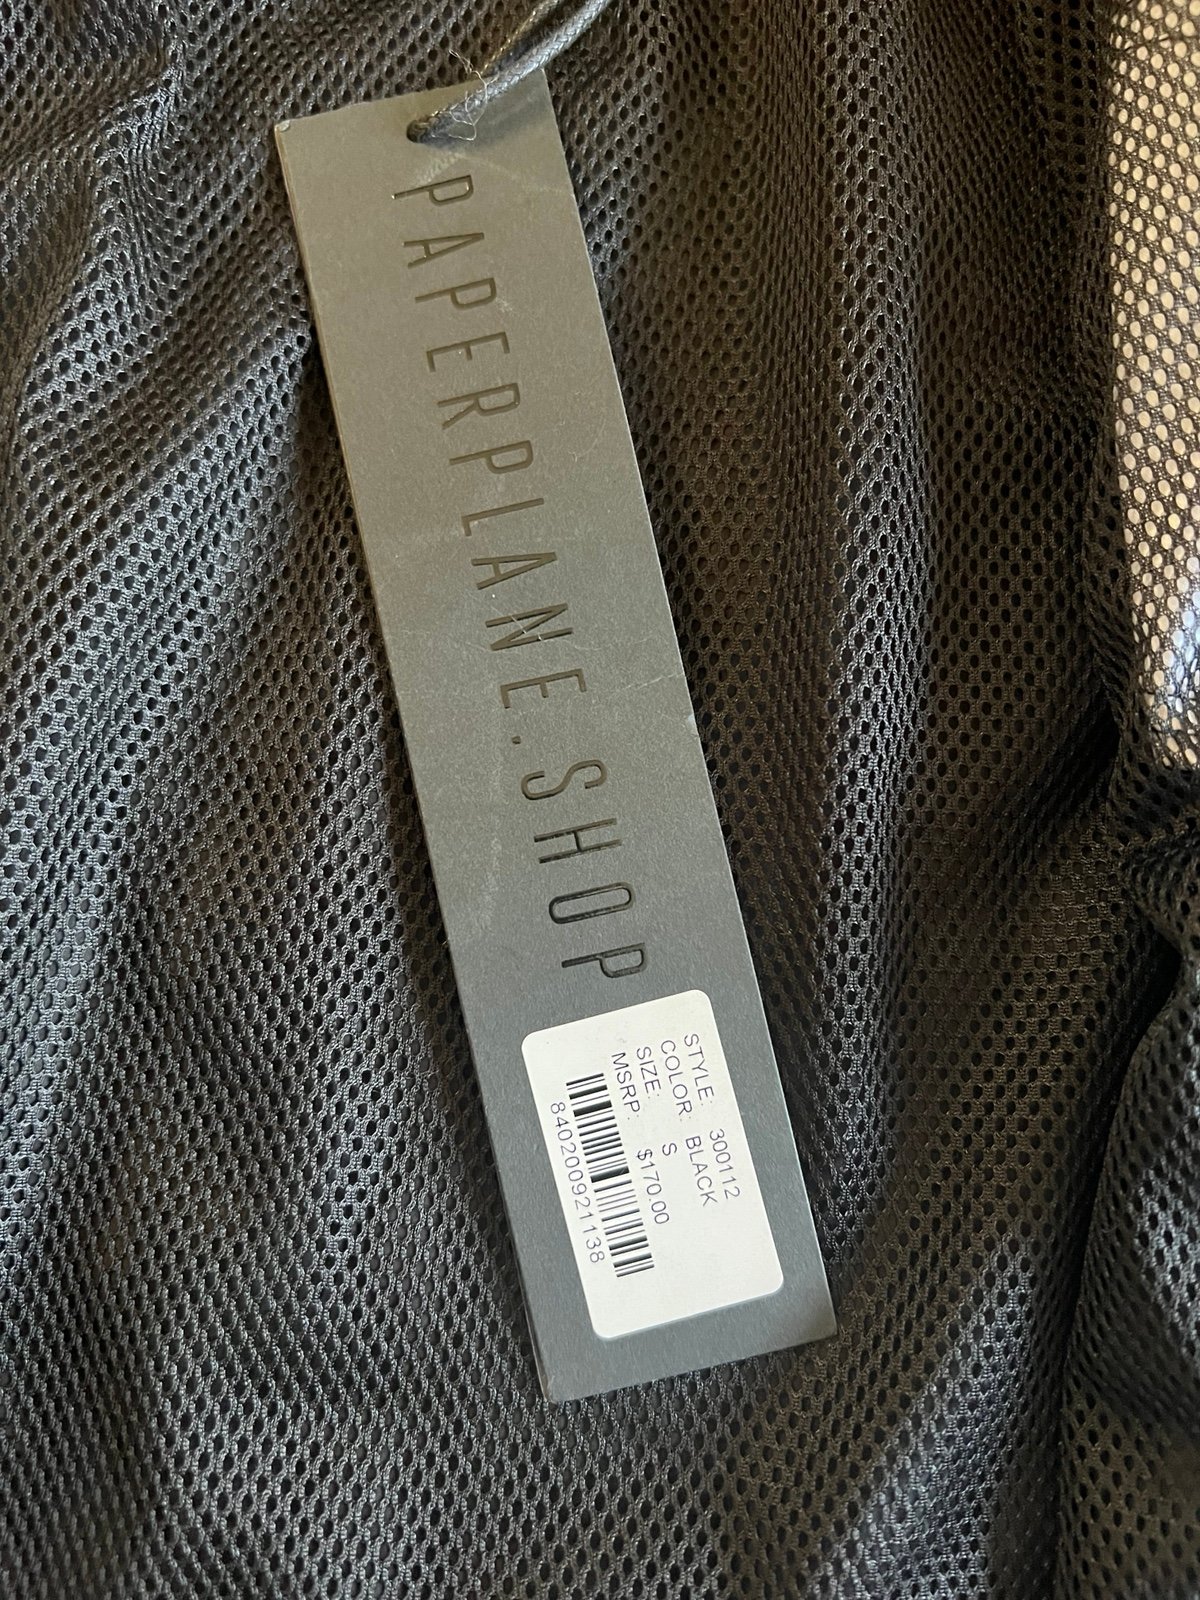 PAPERPLANE.SHOP
STYLE: 300112
COLOR: BLACK
SIZE: S
MSRP: $170.00
840200921138